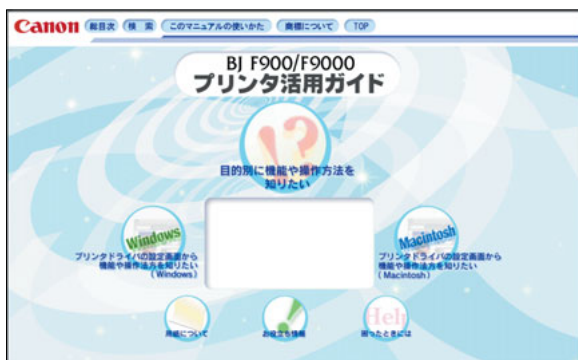 Canon
総目次
検 索
このマニュアルの使いかた
商標について
TOP
BJ F900/F9000
プリンタ活用ガイド
!?
目的別に機能や操作方法を
知りたい
Windows
プリンタドライバの設定画面から
機能や操作方法を知りたい
(Windows)
Macintosh
プリンタドライバの設定画面から
機能や操作方法を知りたい
(Macintosh)
用紙について
お役立ち情報
Help
困ったときには